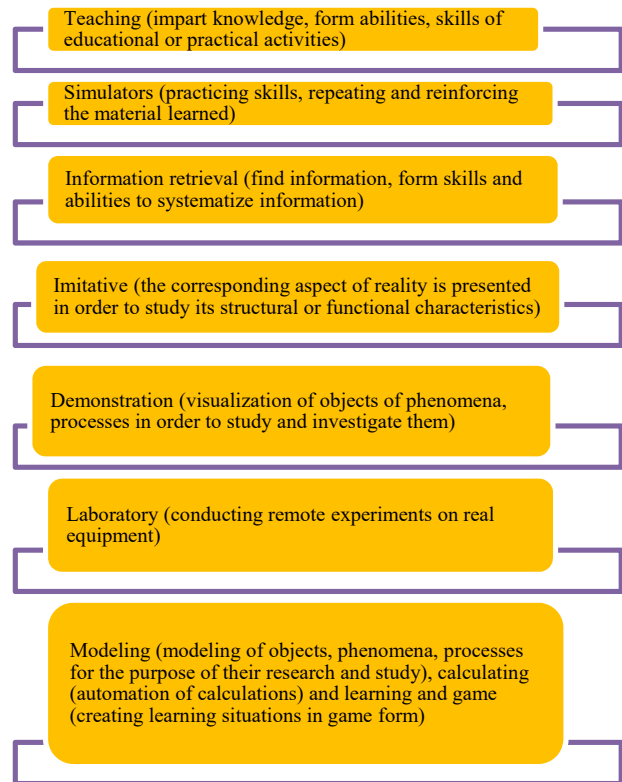 Teaching (impart knowledge, form abilities, skills of
educational or practical activities)
Simulators (practicing skills, repeating and reinforcing
the material learned)
Information retrieval (find information, form skills and
abilities to systematize information)
Imitative (the corresponding aspect of reality is presented
in order to study its structural or functional characteristics)
Demonstration (visualization of objects of phenomena,
processes in order to study and investigate them)
Laboratory (conducting remote experiments on real
equipment)
Modeling (modeling of objects, phenomena, processes
for the purpose of their research and study), calculating
(automation of calculations) and learning and game
(creating learning situations in game form)